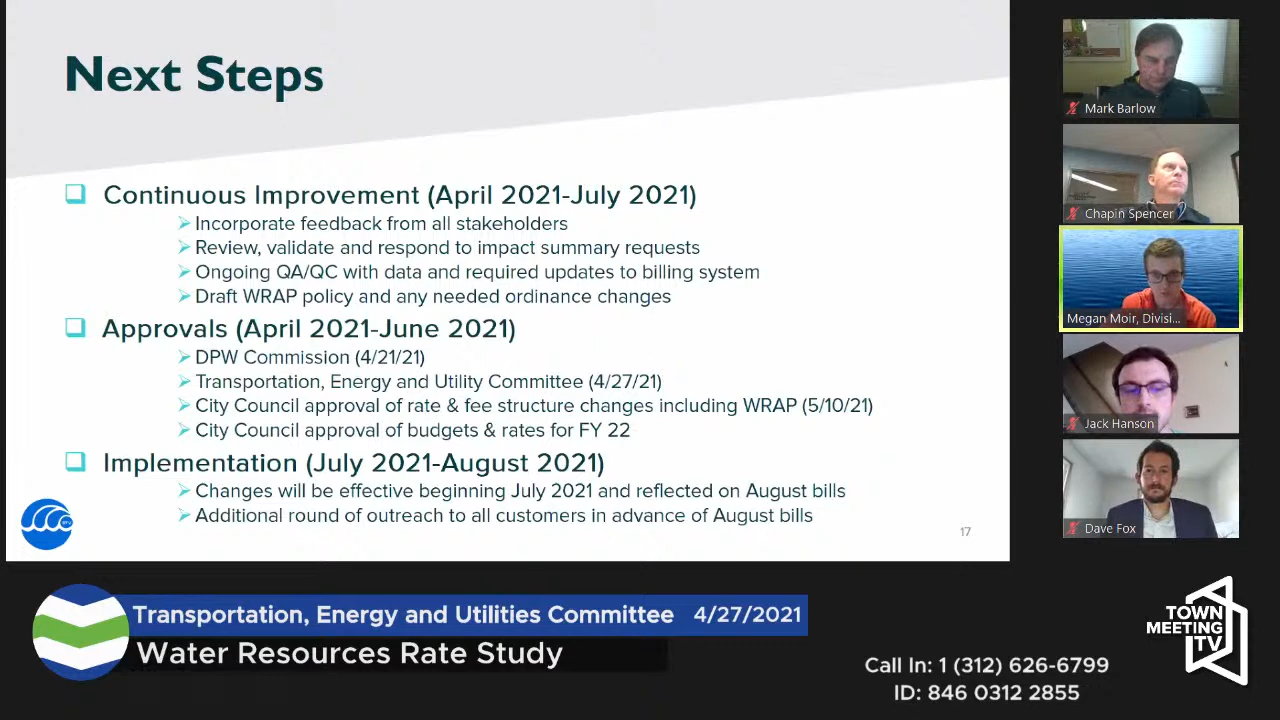 Next Steps
Continuous Improvement (April 2021-July 2021)
Incorporate feedback from all stakeholders
Review, validate and respond to impact summary requests
Ongoing QA/QC with data and required updates to billing system
Draft WRAP policy and any needed ordinance changes
Approvals (April 2021-June 2021)
DPW Commission (4/21/21)
Transportation, Energy and Utility Committee (4/27/21)
City Council approval of rate & fee structure changes including WRAP (5/10/21)
City Council approval of budgets & rates for FY 22
Implementation (July 2021-August 2021)
Changes will be effective beginning July 2021 and reflected on August bills
Additional round of outreach to all customers in advance of August bills
17
Mark Barlow
Chapin Spencer
Megan Moir, Divisi...
Jack Hanson
Dave Fox
Transportation, Energy and Utilities Committee 4/27/2021
Water Resources Rate Study
Call In: 1 (312) 626-6799
ID: 846 0312 2855
TOWN
MEETING
TV